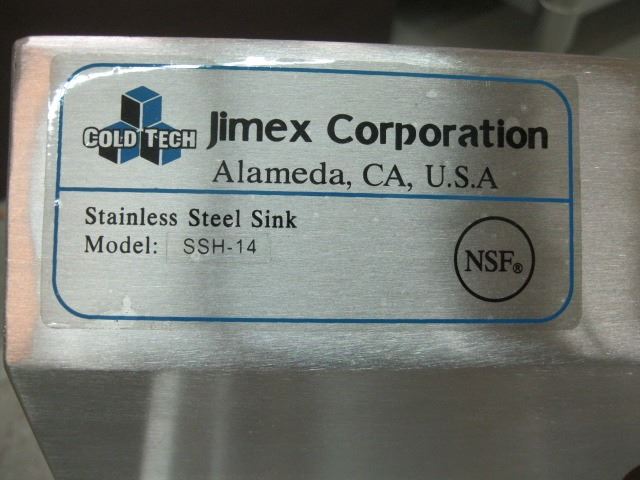 COLD TECH
Jimex Corporation
Alameda, CA, U.S.A
Stainless Steel Sink
Model: SSH-14
NSF®